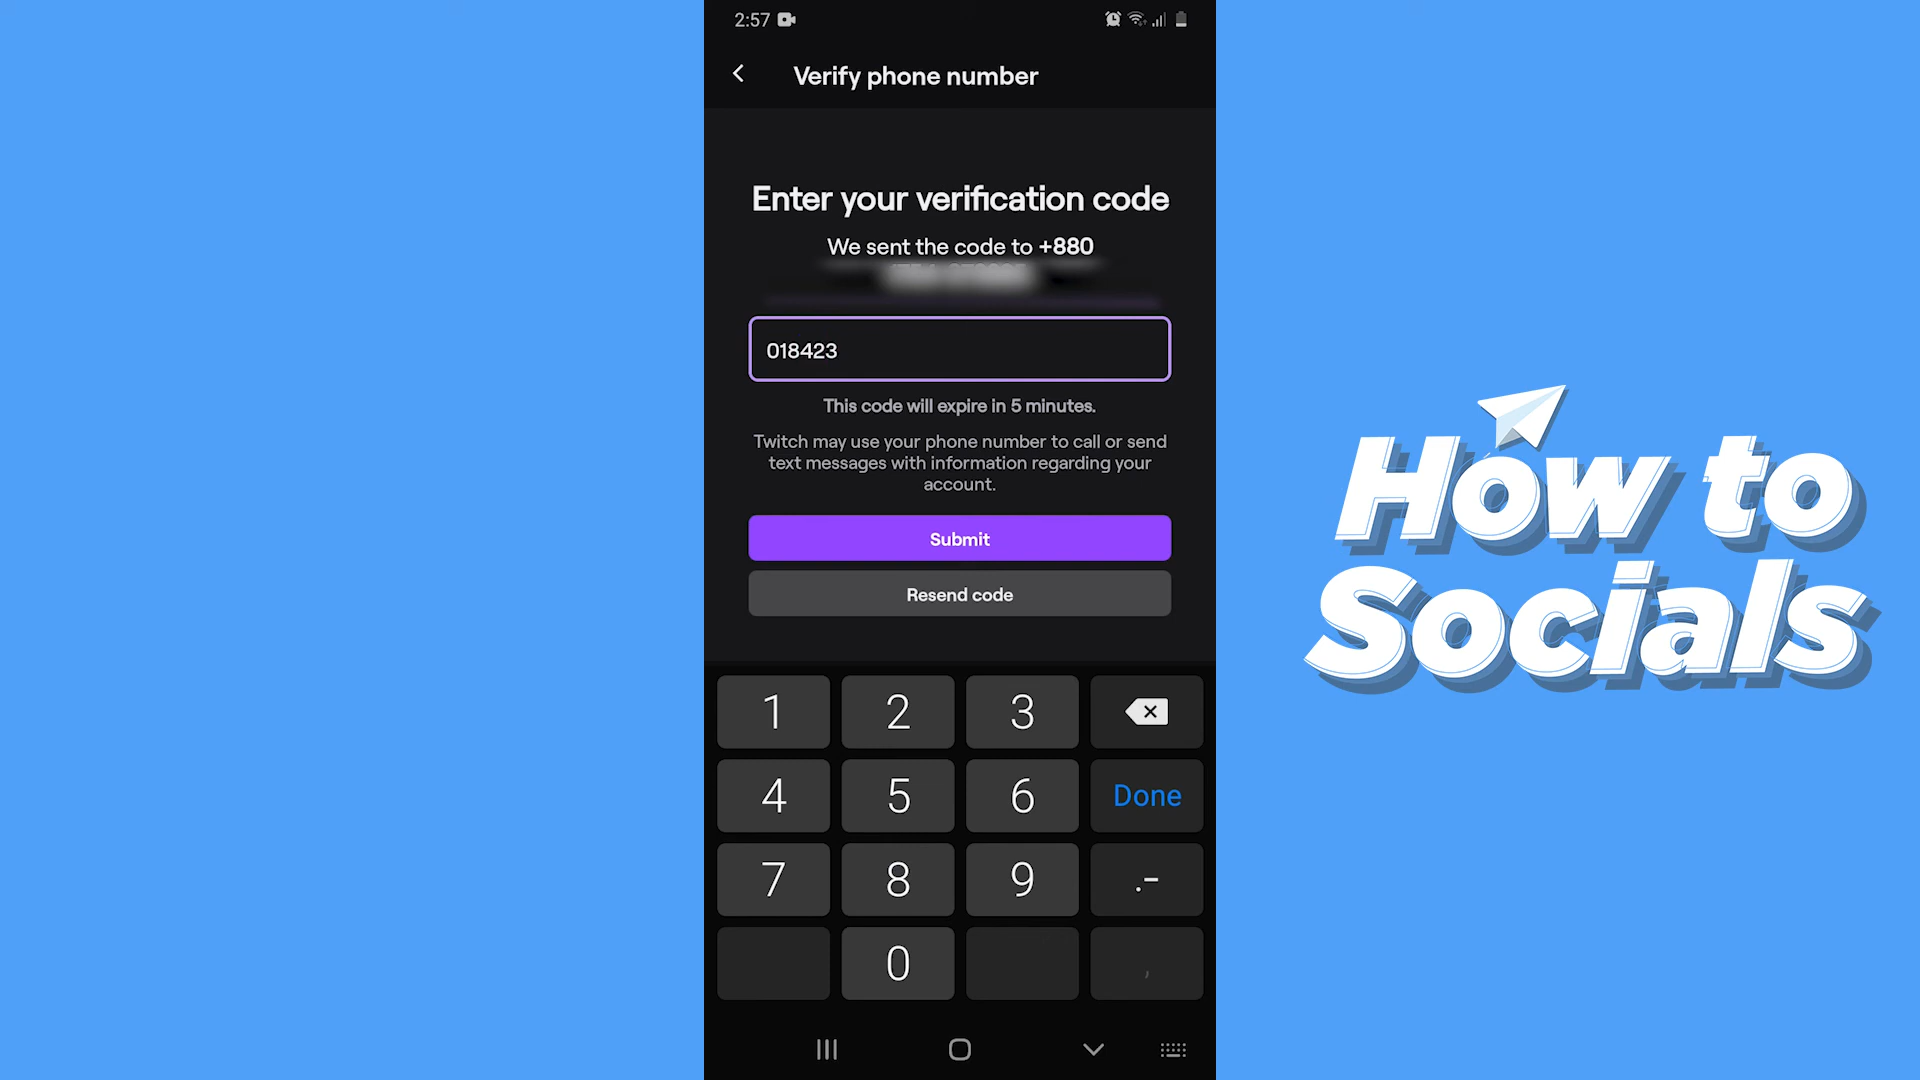 2:57
Verify phone number
Enter your verification code
We sent the code to +880
018423
This code will expire in 5 minutes.
Twitch may use your phone number to call or send
text messages with information regarding your
account.
Submit
Resend code
1 2 3
4 5 6 Done
7 8 9 .-
0 ,
How to
Socials